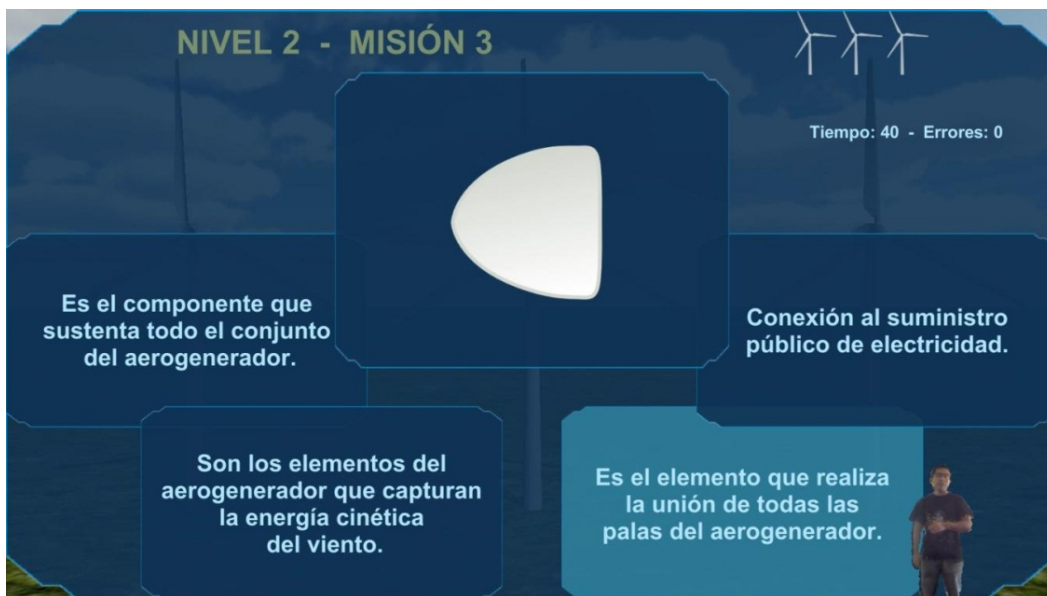 NIVEL 2 - MISIÓN 3
Tiempo: 40 - Errores: 0
Es el componente que
sustenta todo el conjunto
del aerogenerador.
Conexión al suministro
público de electricidad.
Son los elementos del
aerogenerador que capturan
la energía cinética
del viento.
Es el elemento que realiza
la unión de todas las
palas del aerogenerador.